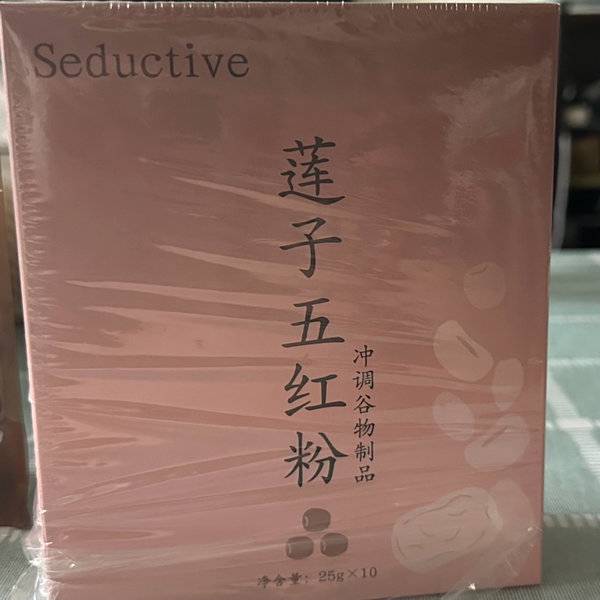 Seductive
莲子五红粉
冲调谷物制品
净含量：25g×10